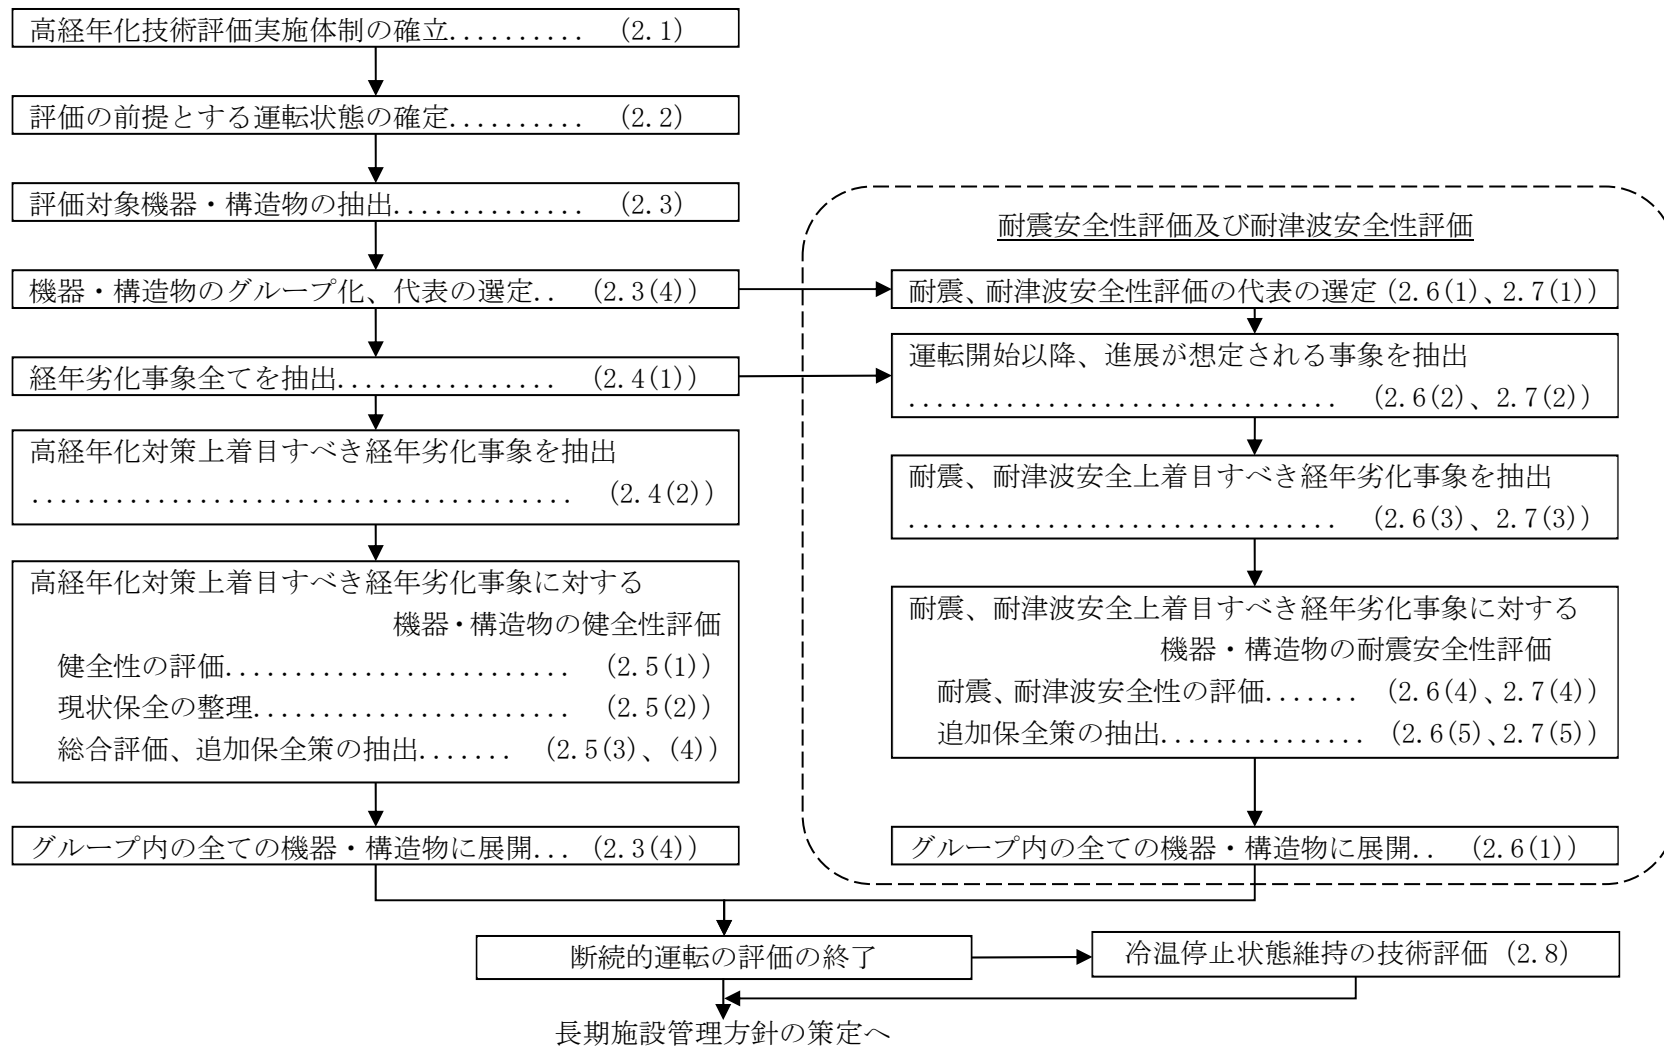 高経年化技術評価実施体制の確立.......... (2.1)
評価の前提とする運転状態の確定.......... (2.2)
評価対象機器・構造物の抽出.............. (2.3)
機器・構造物のグループ化、代表の選定.. (2.3(4))
経年劣化事象全てを抽出................ (2.4(1))
高経年化対策上着目すべき経年劣化事象を抽出
....................................... (2.4(2))
高経年化対策上着目すべき経年劣化事象に対する
機器・構造物の健全性評価
健全性の評価......................... (2.5(1))
現状保全の整理....................... (2.5(2))
総合評価、追加保全策の抽出....... (2.5(3)、(4))
グループ内の全ての機器・構造物に展開... (2.3(4))
耐震安全性評価及び耐津波安全性評価
耐震、耐津波安全性評価の代表の選定 (2.6(1)、2.7(1))
運転開始以降、進展が想定される事象を抽出
............................... (2.6(2)、2.7(2))
耐震、耐津波安全上着目すべき経年劣化事象を抽出
............................... (2.6(3)、2.7(3))
耐震、耐津波安全上着目すべき経年劣化事象に対する
機器・構造物の耐震安全性評価
耐震、耐津波安全性の評価....... (2.6(4)、2.7(4))
追加保全策の抽出............... (2.6(5)、2.7(5))
グループ内の全ての機器・構造物に展開.. (2.6(1))
断続的運転の評価の終了
冷温停止状態維持の技術評価 (2.8)
長期施設管理方針の策定へ